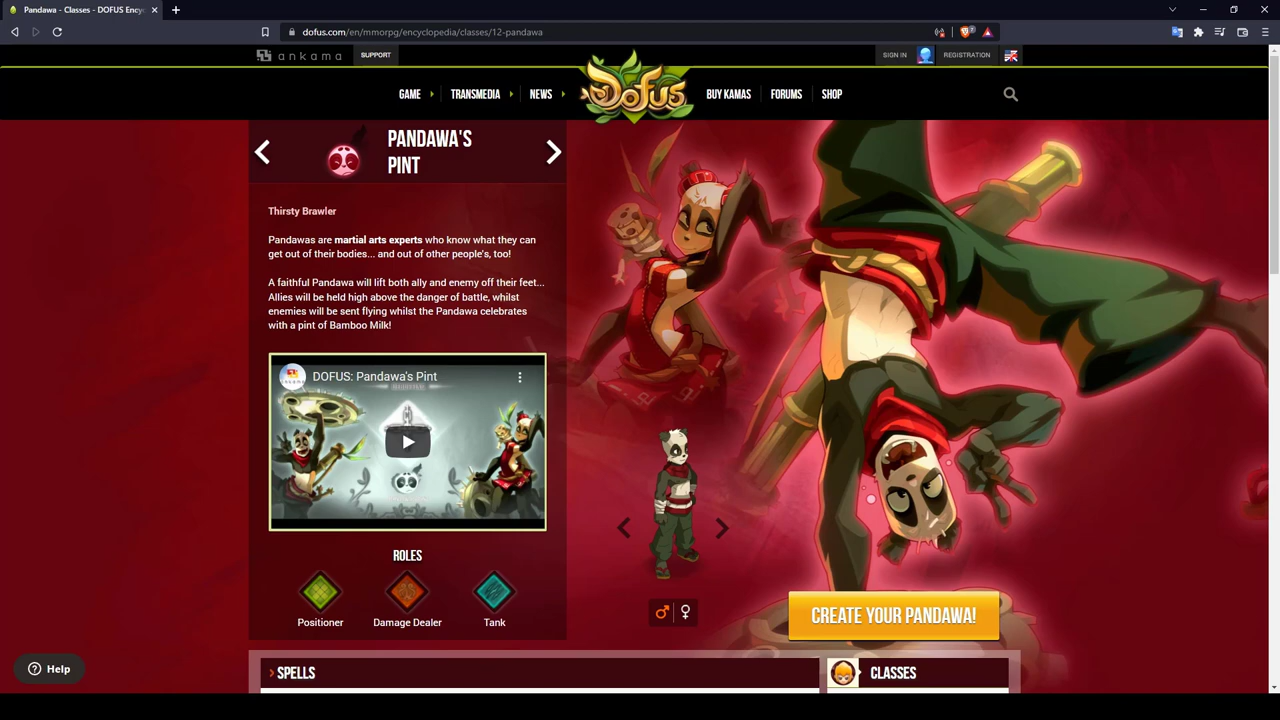 Pandawa - Classes - DOFUS Ency
dofus.com/en/mmorpg/encyclopedia/classes/12-pandawa
ankama
SUPPORT
SIGN IN
REGISTRATION
GAME
TRANSMEDIA
NEWS
DOFUS
BUY KAMAS
FORUMS
SHOP
PANDAWA'S
PINT
Thirsty Brawler
Pandawas are martial arts experts who know what they can
get out of their bodies... and out of other people's, too!
A faithful Pandawa will lift both ally and enemy off their feet...
Allies will be held high above the danger of battle, whilst
enemies will be sent flying whilst the Pandawa celebrates
with a pint of Bamboo Milk!
DOFUS: Pandawa's Pint
ROLES
Positioner
Damage Dealer
Tank
CREATE YOUR PANDAWA!
Help
SPELLS
CLASSES